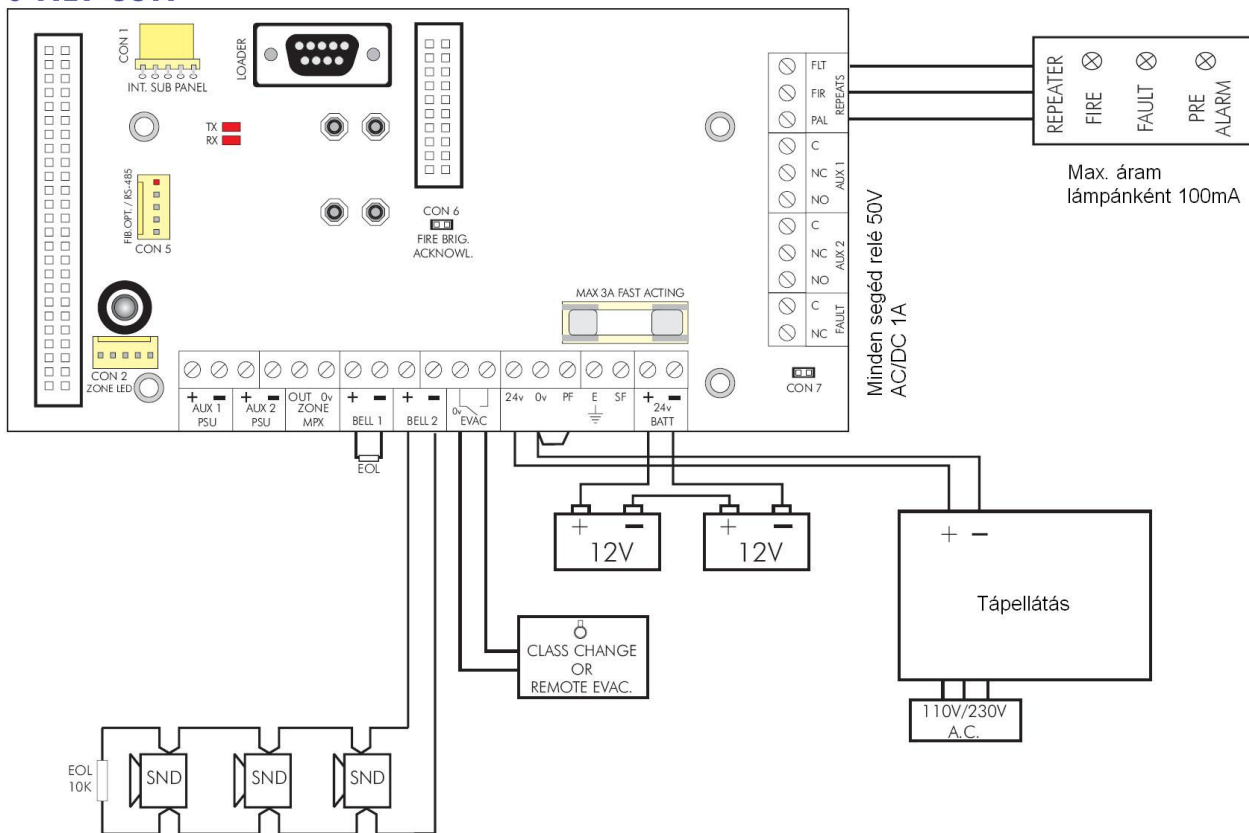 CON 1
INT. SUB PANEL
LOADER
TX
RX
FIB.OPT. / RS-485
CON 5
CON 6
FIRE BRIG.
ACKNOWL.
CON 2
ZONE LED
MAX 3A FAST ACTING
CON 7
FLT
FIR
PAL
REPEATS
C
NC
NO
AUX 1
C
NC
NO
AUX 2
C
NC
FAULT
Minden segéd relé 50V
AC/DC 1A
REPEATER
FIRE
FAULT
PRE
ALARM
Max. áram
lámpánként 100mA
+ −
AUX 1
PSU
+ −
AUX 2
PSU
OUT 0v
ZONE
MPX
+ −
BELL 1
+ −
BELL 2
0v
EVAC
24v 0v PF E SF
+ −
24v
BATT
EOL
+ −
12V
+ −
12V
+ −
Tápellátás
110V/230V
A.C.
CLASS CHANGE
OR
REMOTE EVAC.
EOL
10K
SND
SND
SND